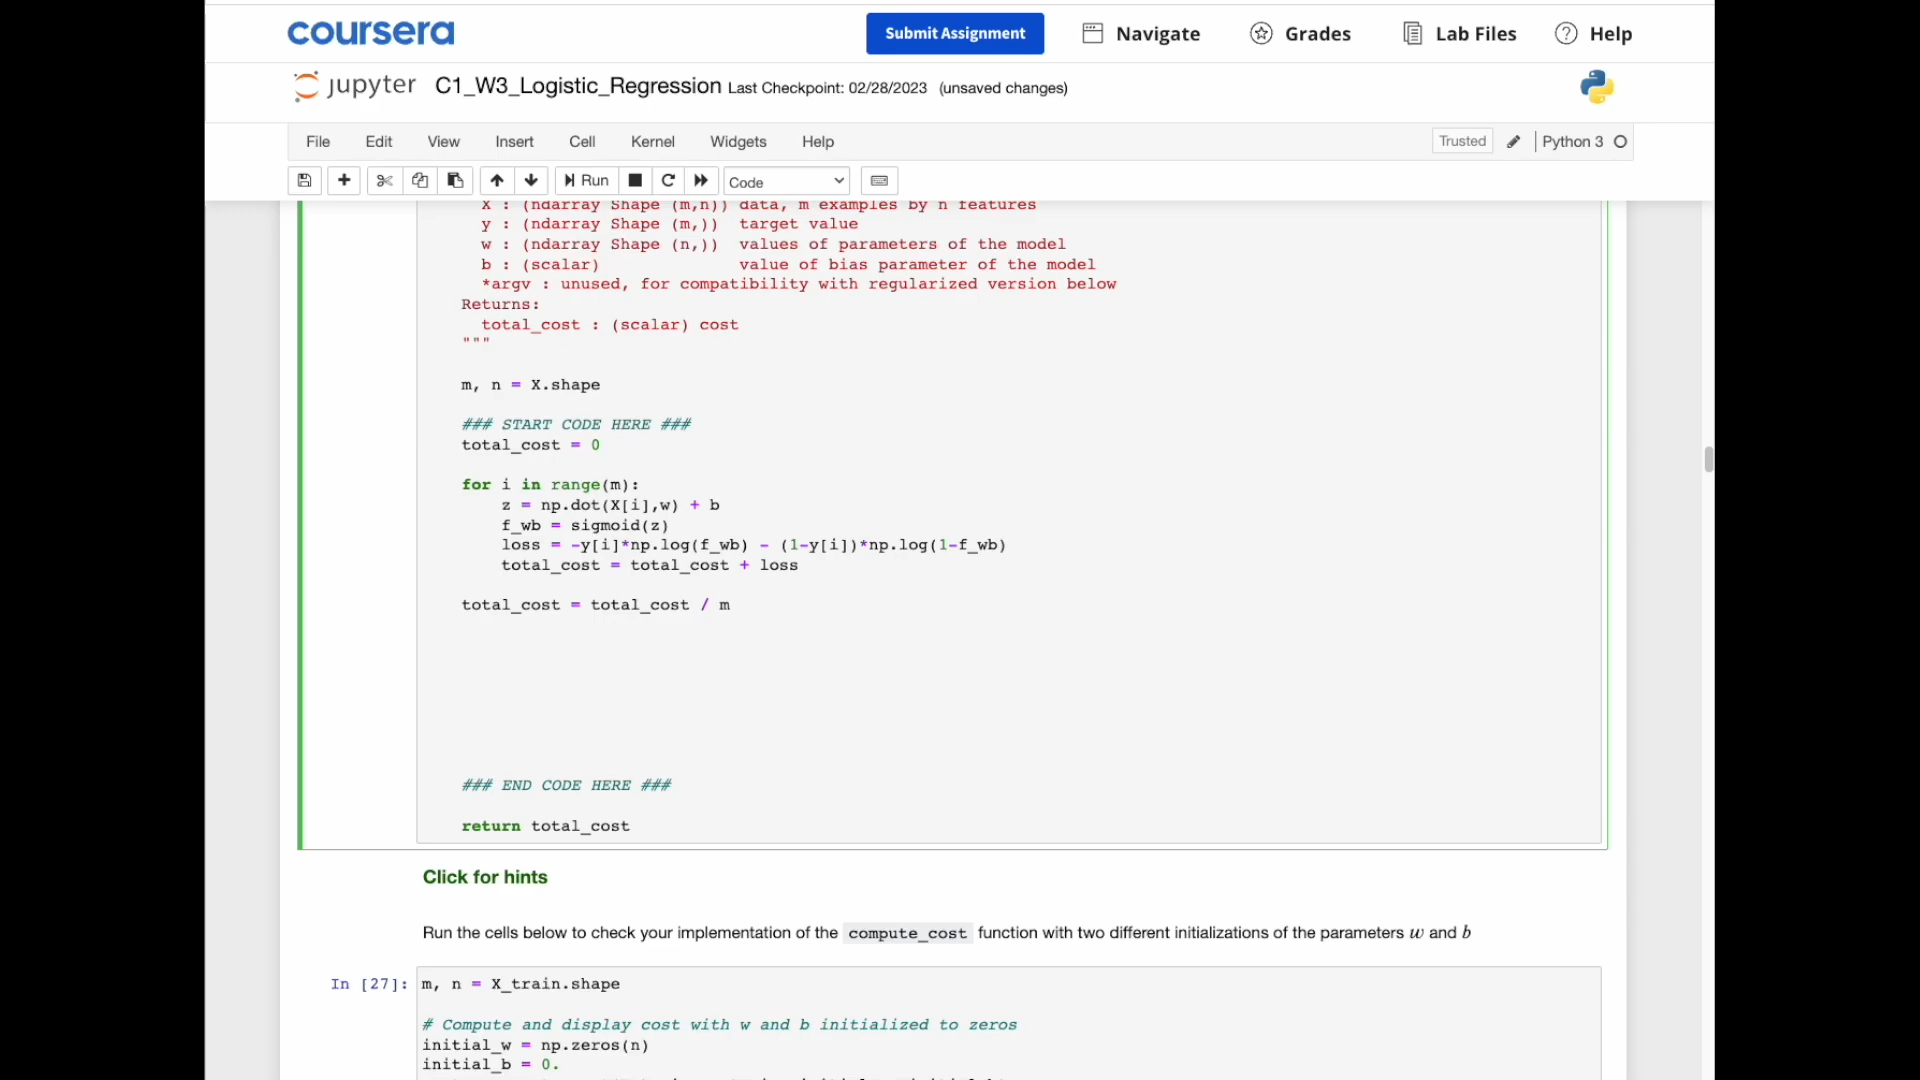 coursera
Submit Assignment Navigate Grades Lab Files Help
jupyter C1_W3_Logistic_Regression Last Checkpoint: 02/28/2023 (unsaved changes)
File Edit View Insert Cell Kernel Widgets Help Trusted Python 3
Run Code
X : (ndarray Shape (m,n)) data, m examples by n features
y : (ndarray Shape (m,)) target value
w : (ndarray Shape (n,)) values of parameters of the model
b : (scalar) value of bias parameter of the model
*argv : unused, for compatibility with regularized version below
Returns:
total_cost : (scalar) cost
"""
m, n = X.shape
### START CODE HERE ###
total_cost = 0
for i in range(m):
z = np.dot(X[i],w) + b
f_wb = sigmoid(z)
loss = -y[i]*np.log(f_wb) - (1-y[i])*np.log(1-f_wb)
total_cost = total_cost + loss
total_cost = total_cost / m
### END CODE HERE ###
return total_cost
Click for hints
Run the cells below to check your implementation of the compute_cost function with two different initializations of the parameters w and b
In [27]: m, n = X_train.shape
# Compute and display cost with w and b initialized to zeros
initial_w = np.zeros(n)
initial_b = 0.